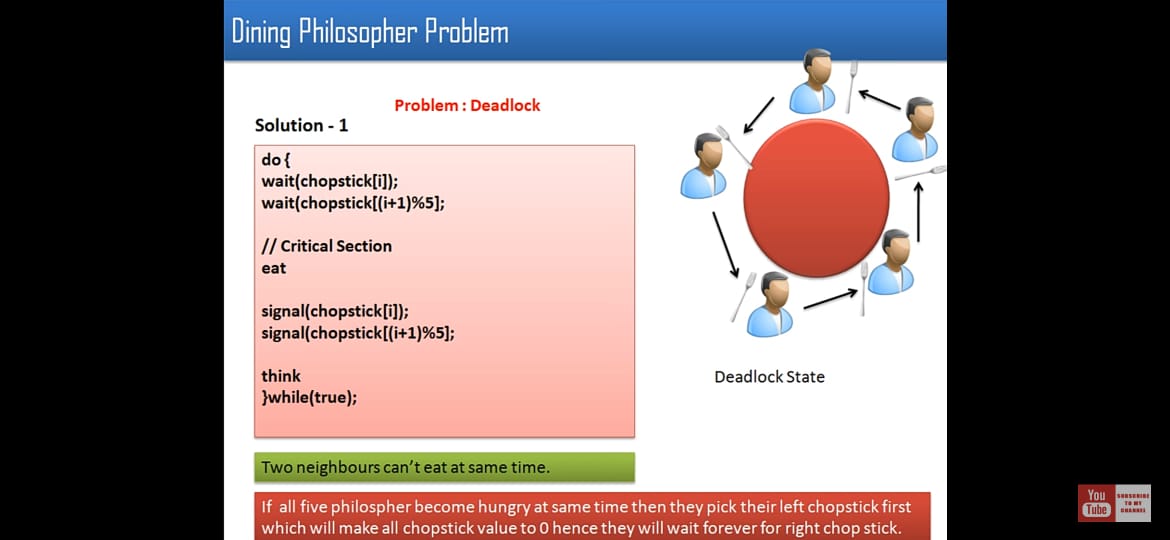 Dining Philosopher Problem
Problem : Deadlock
Solution - 1
do {
wait(chopstick[i]);
wait(chopstick[(i+1)%5];
// Critical Section
eat
signal(chopstick[i]);
signal(chopstick[(i+1)%5];
think
}while(true);
Deadlock State
Two neighbours can't eat at same time.
If all five philospher become hungry at same time then they pick their left chopstick first
which will make all chopstick value to 0 hence they will wait forever for right chop stick.
You
Tube
SUBSCRIBE
TO MY
CHANNEL